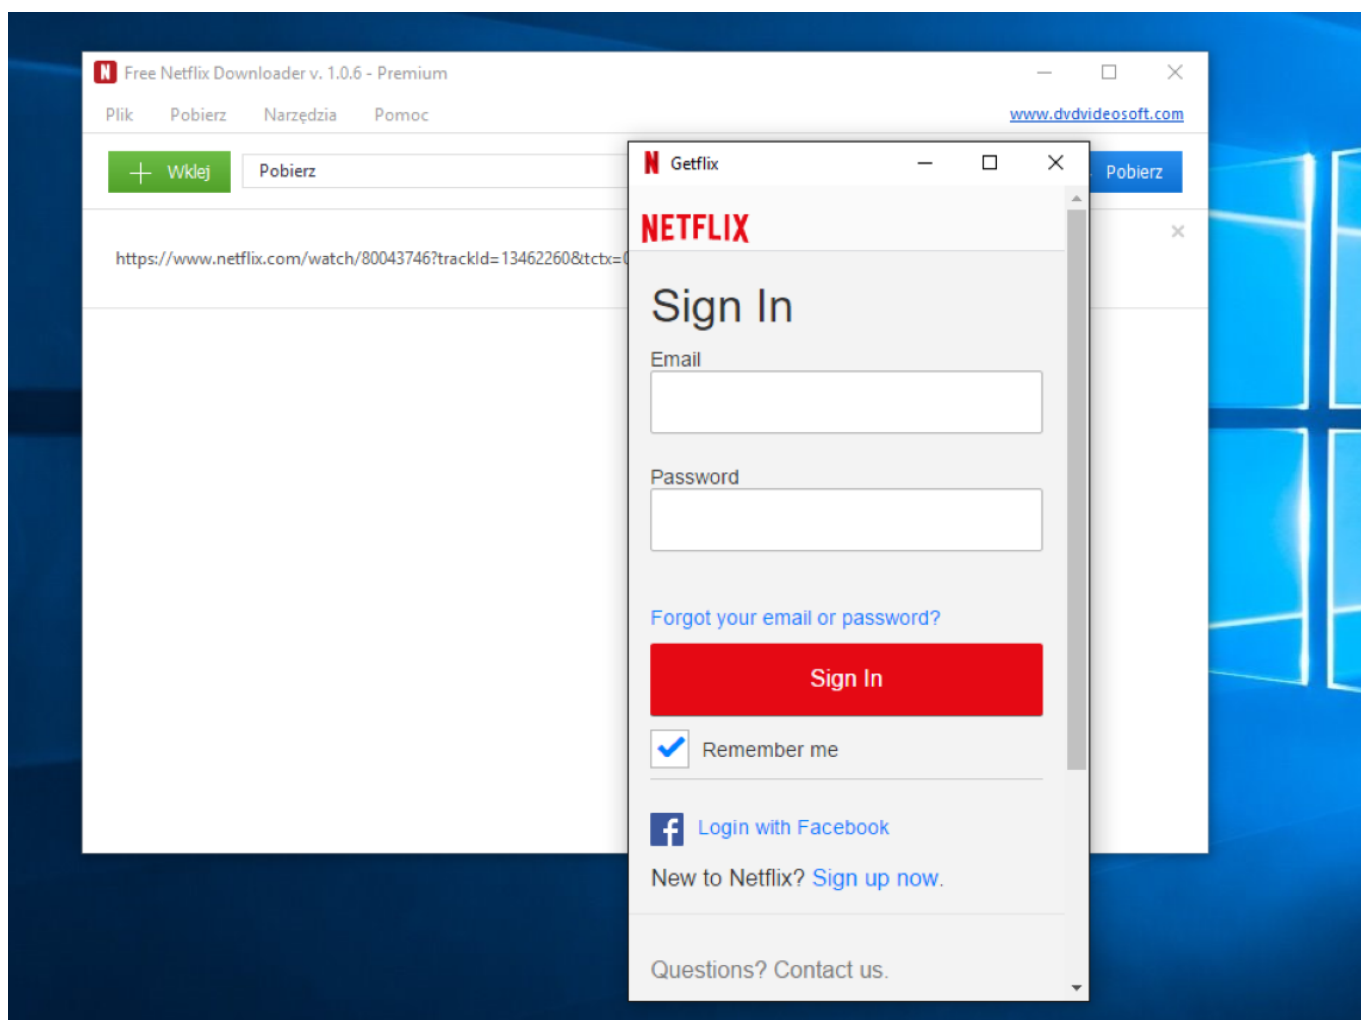 Free Netflix Downloader v. 1.0.6 - Premium
Plik Pobierz Narzędzia Pomoc www.dvdvideosoft.com
Wklej Pobierz Pobierz
https://www.netflix.com/watch/80043746?trackId=13462260&tctx=
Getflix
NETFLIX
Sign In
Email
Password
Forgot your email or password?
Sign In
Remember me
Login with Facebook
New to Netflix? Sign up now.
Questions? Contact us.